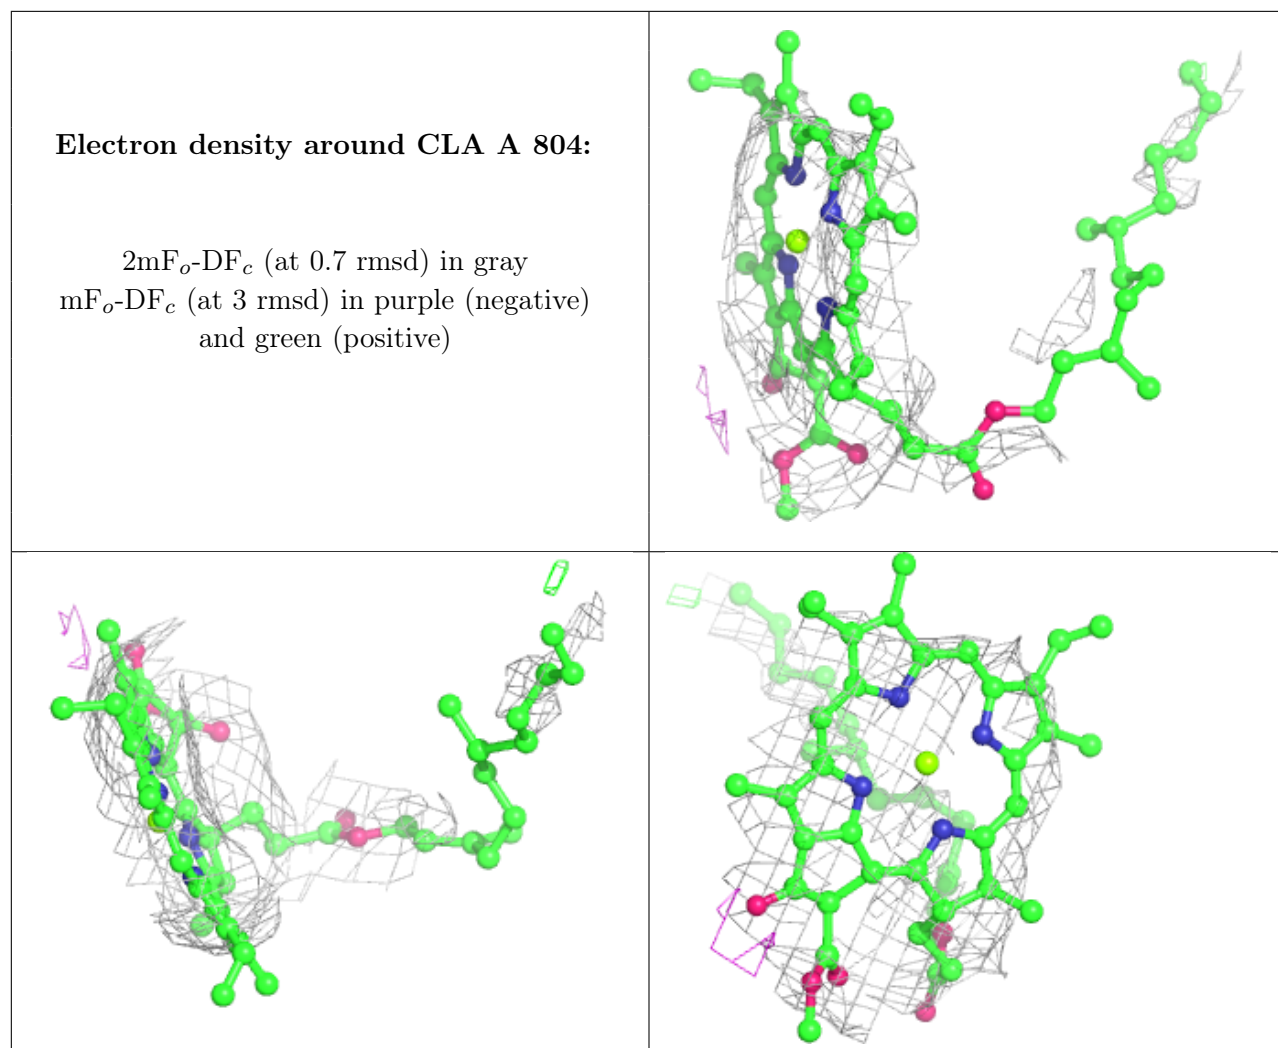 Electron density around CLA A 804:
2mFo-DFc (at 0.7 rmsd) in gray
mFo-DFc (at 3 rmsd) in purple (negative)
and green (positive)